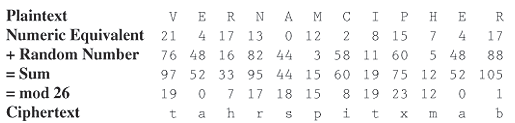 Plaintext V E R N A M C I P H E R
Numeric Equivalent 21 4 17 13 0 12 2 8 15 7 4 17
+ Random Number 76 48 16 82 44 3 58 11 60 5 48 88
= Sum 97 52 33 95 44 15 60 19 75 12 52 105
= mod 26 19 0 7 17 18 15 8 19 23 12 0 1
Ciphertext t a h r s p i t x m a b